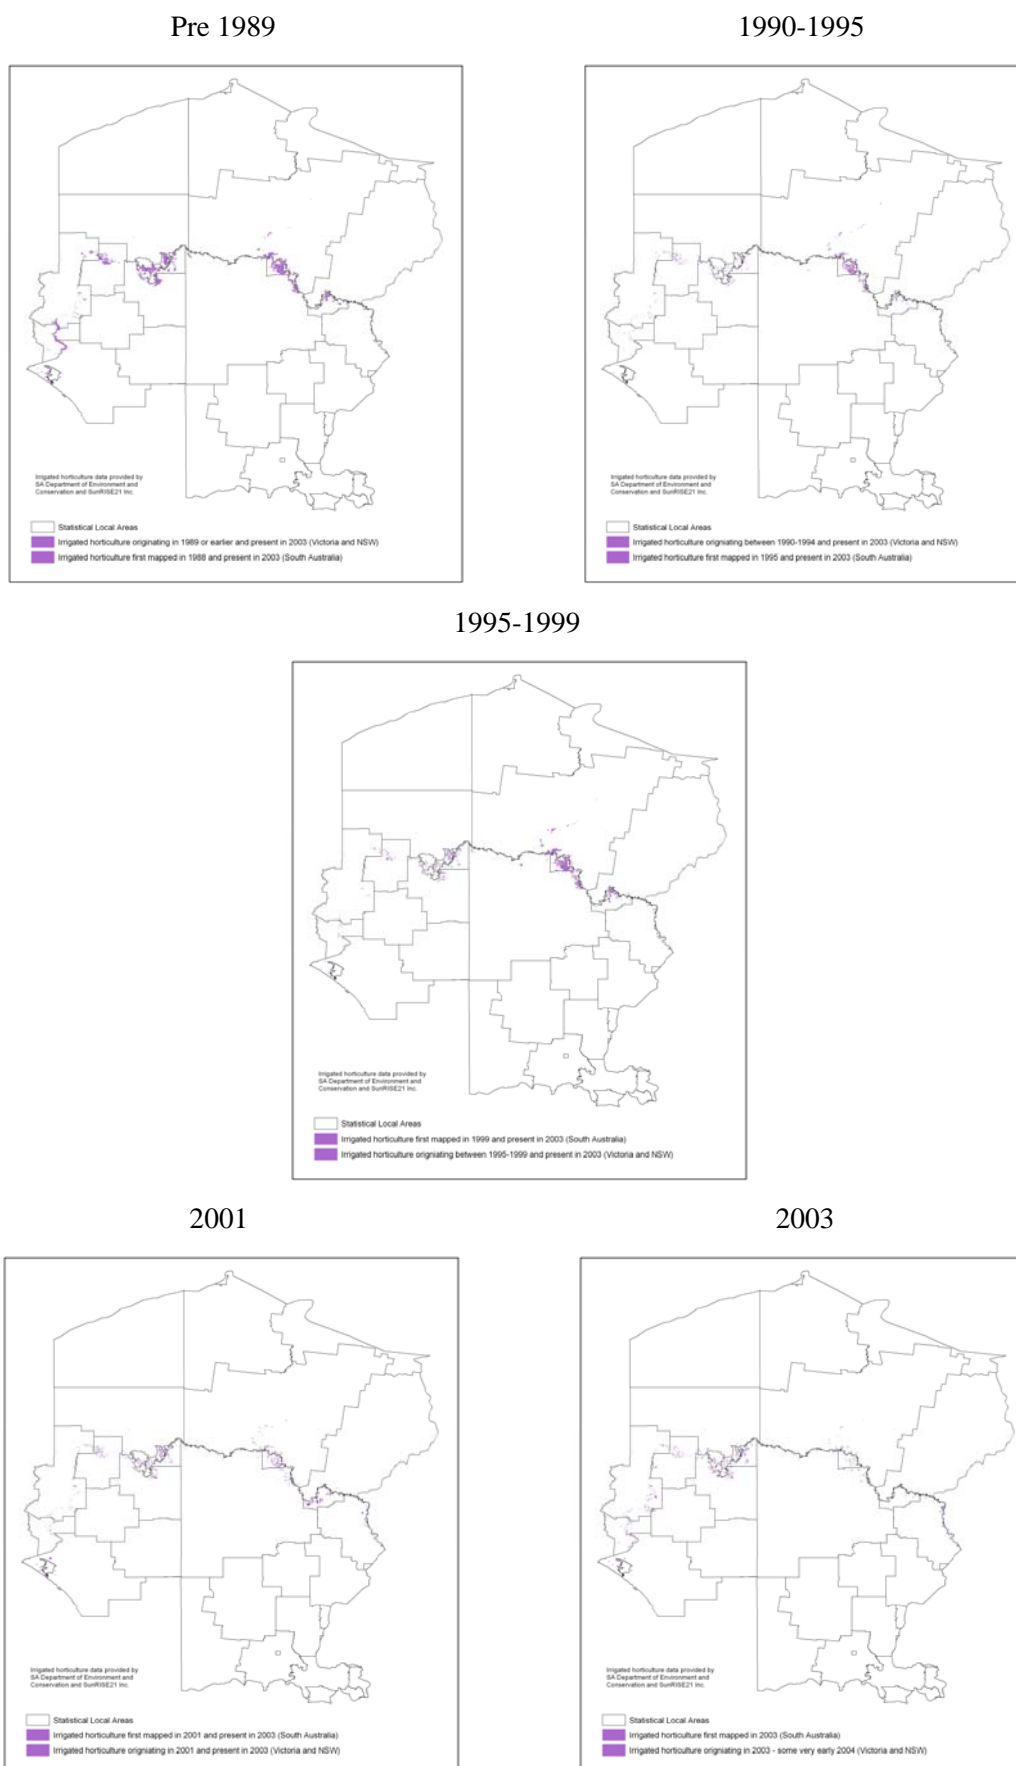 Pre 1989
1990-1995
Irrigated horticulture data provided by
SA Department of Environment and
Conservation and SunRISE21 Inc.
Statistical Local Areas
Irrigated horticulture originating in 1989 or earlier and present in 2003 (Victoria and NSW)
Irrigated horticulture first mapped in 1988 and present in 2003 (South Australia)
Irrigated horticulture data provided by
SA Department of Environment and
Conservation and SunRISE21 Inc.
Statistical Local Areas
Irrigated horticulture origniating between 1990-1994 and present in 2003 (Victoria and NSW)
Irrigated horticulture first mapped in 1995 and present in 2003 (South Australia)
1995-1999
Irrigated horticulture data provided by
SA Department of Environment and
Conservation and SunRISE21 Inc.
Statistical Local Areas
Irrigated horticulture first mapped in 1999 and present in 2003 (South Australia)
Irrigated horticulture origniating between 1995-1999 and present in 2003 (Victoria and NSW)
2001
2003
Irrigated horticulture data provided by
SA Department of Environment and
Conservation and SunRISE21 Inc.
Statistical Local Areas
Irrigated horticulture first mapped in 2001 and present in 2003 (South Australia)
Irrigated horticulture origniating in 2001 and present in 2003 (Victoria and NSW)
Irrigated horticulture data provided by
SA Department of Environment and
Conservation and SunRISE21 Inc.
Statistical Local Areas
Irrigated horticulture first mapped in 2003 (South Australia)
Irrigated horticulture origniating in 2003 - some very early 2004 (Victoria and NSW)